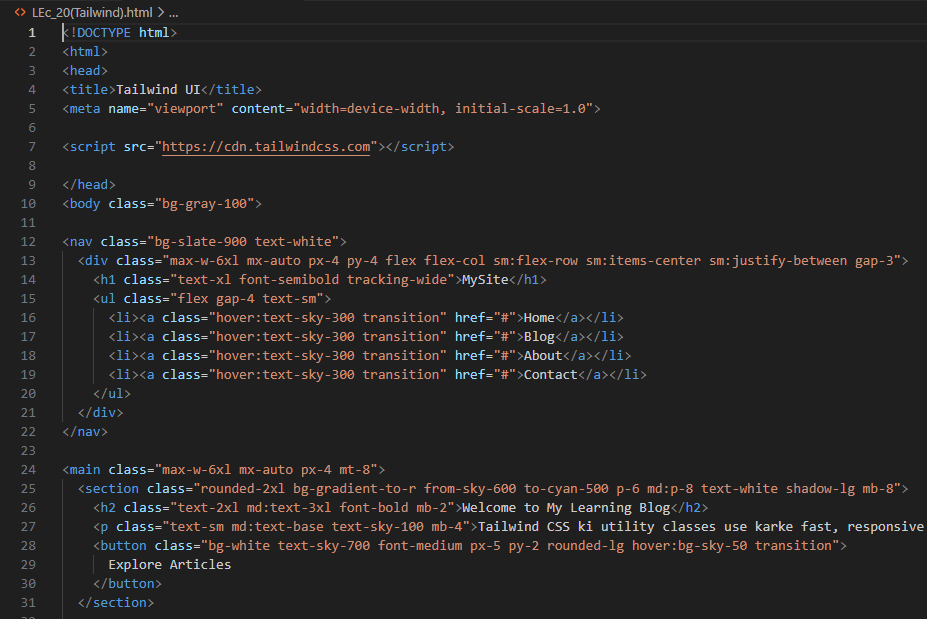 LEc_20(Tailwind).html > ...
1 <!DOCTYPE html>
2 <html>
3 <head>
4 <title>Tailwind UI</title>
5 <meta name="viewport" content="width=device-width, initial-scale=1.0">
6
7 <script src="https://cdn.tailwindcss.com"></script>
8
9 </head>
10 <body class="bg-gray-100">
11
12 <nav class="bg-slate-900 text-white">
13   <div class="max-w-6xl mx-auto px-4 py-4 flex flex-col sm:flex-row sm:items-center sm:justify-between gap-3">
14     <h1 class="text-xl font-semibold tracking-wide">MySite</h1>
15     <ul class="flex gap-4 text-sm">
16       <li><a class="hover:text-sky-300 transition" href="#">Home</a></li>
17       <li><a class="hover:text-sky-300 transition" href="#">Blog</a></li>
18       <li><a class="hover:text-sky-300 transition" href="#">About</a></li>
19       <li><a class="hover:text-sky-300 transition" href="#">Contact</a></li>
20     </ul>
21   </div>
22 </nav>
23
24 <main class="max-w-6xl mx-auto px-4 mt-8">
25   <section class="rounded-2xl bg-gradient-to-r from-sky-600 to-cyan-500 p-6 md:p-8 text-white shadow-lg mb-8">
26     <h2 class="text-2xl md:text-3xl font-bold mb-2">Welcome to My Learning Blog</h2>
27     <p class="text-sm md:text-base text-sky-100 mb-4">Tailwind CSS ki utility classes use karke fast, responsive
28     <button class="bg-white text-sky-700 font-medium px-5 py-2 rounded-lg hover:bg-sky-50 transition">
29       Explore Articles
30     </button>
31   </section>